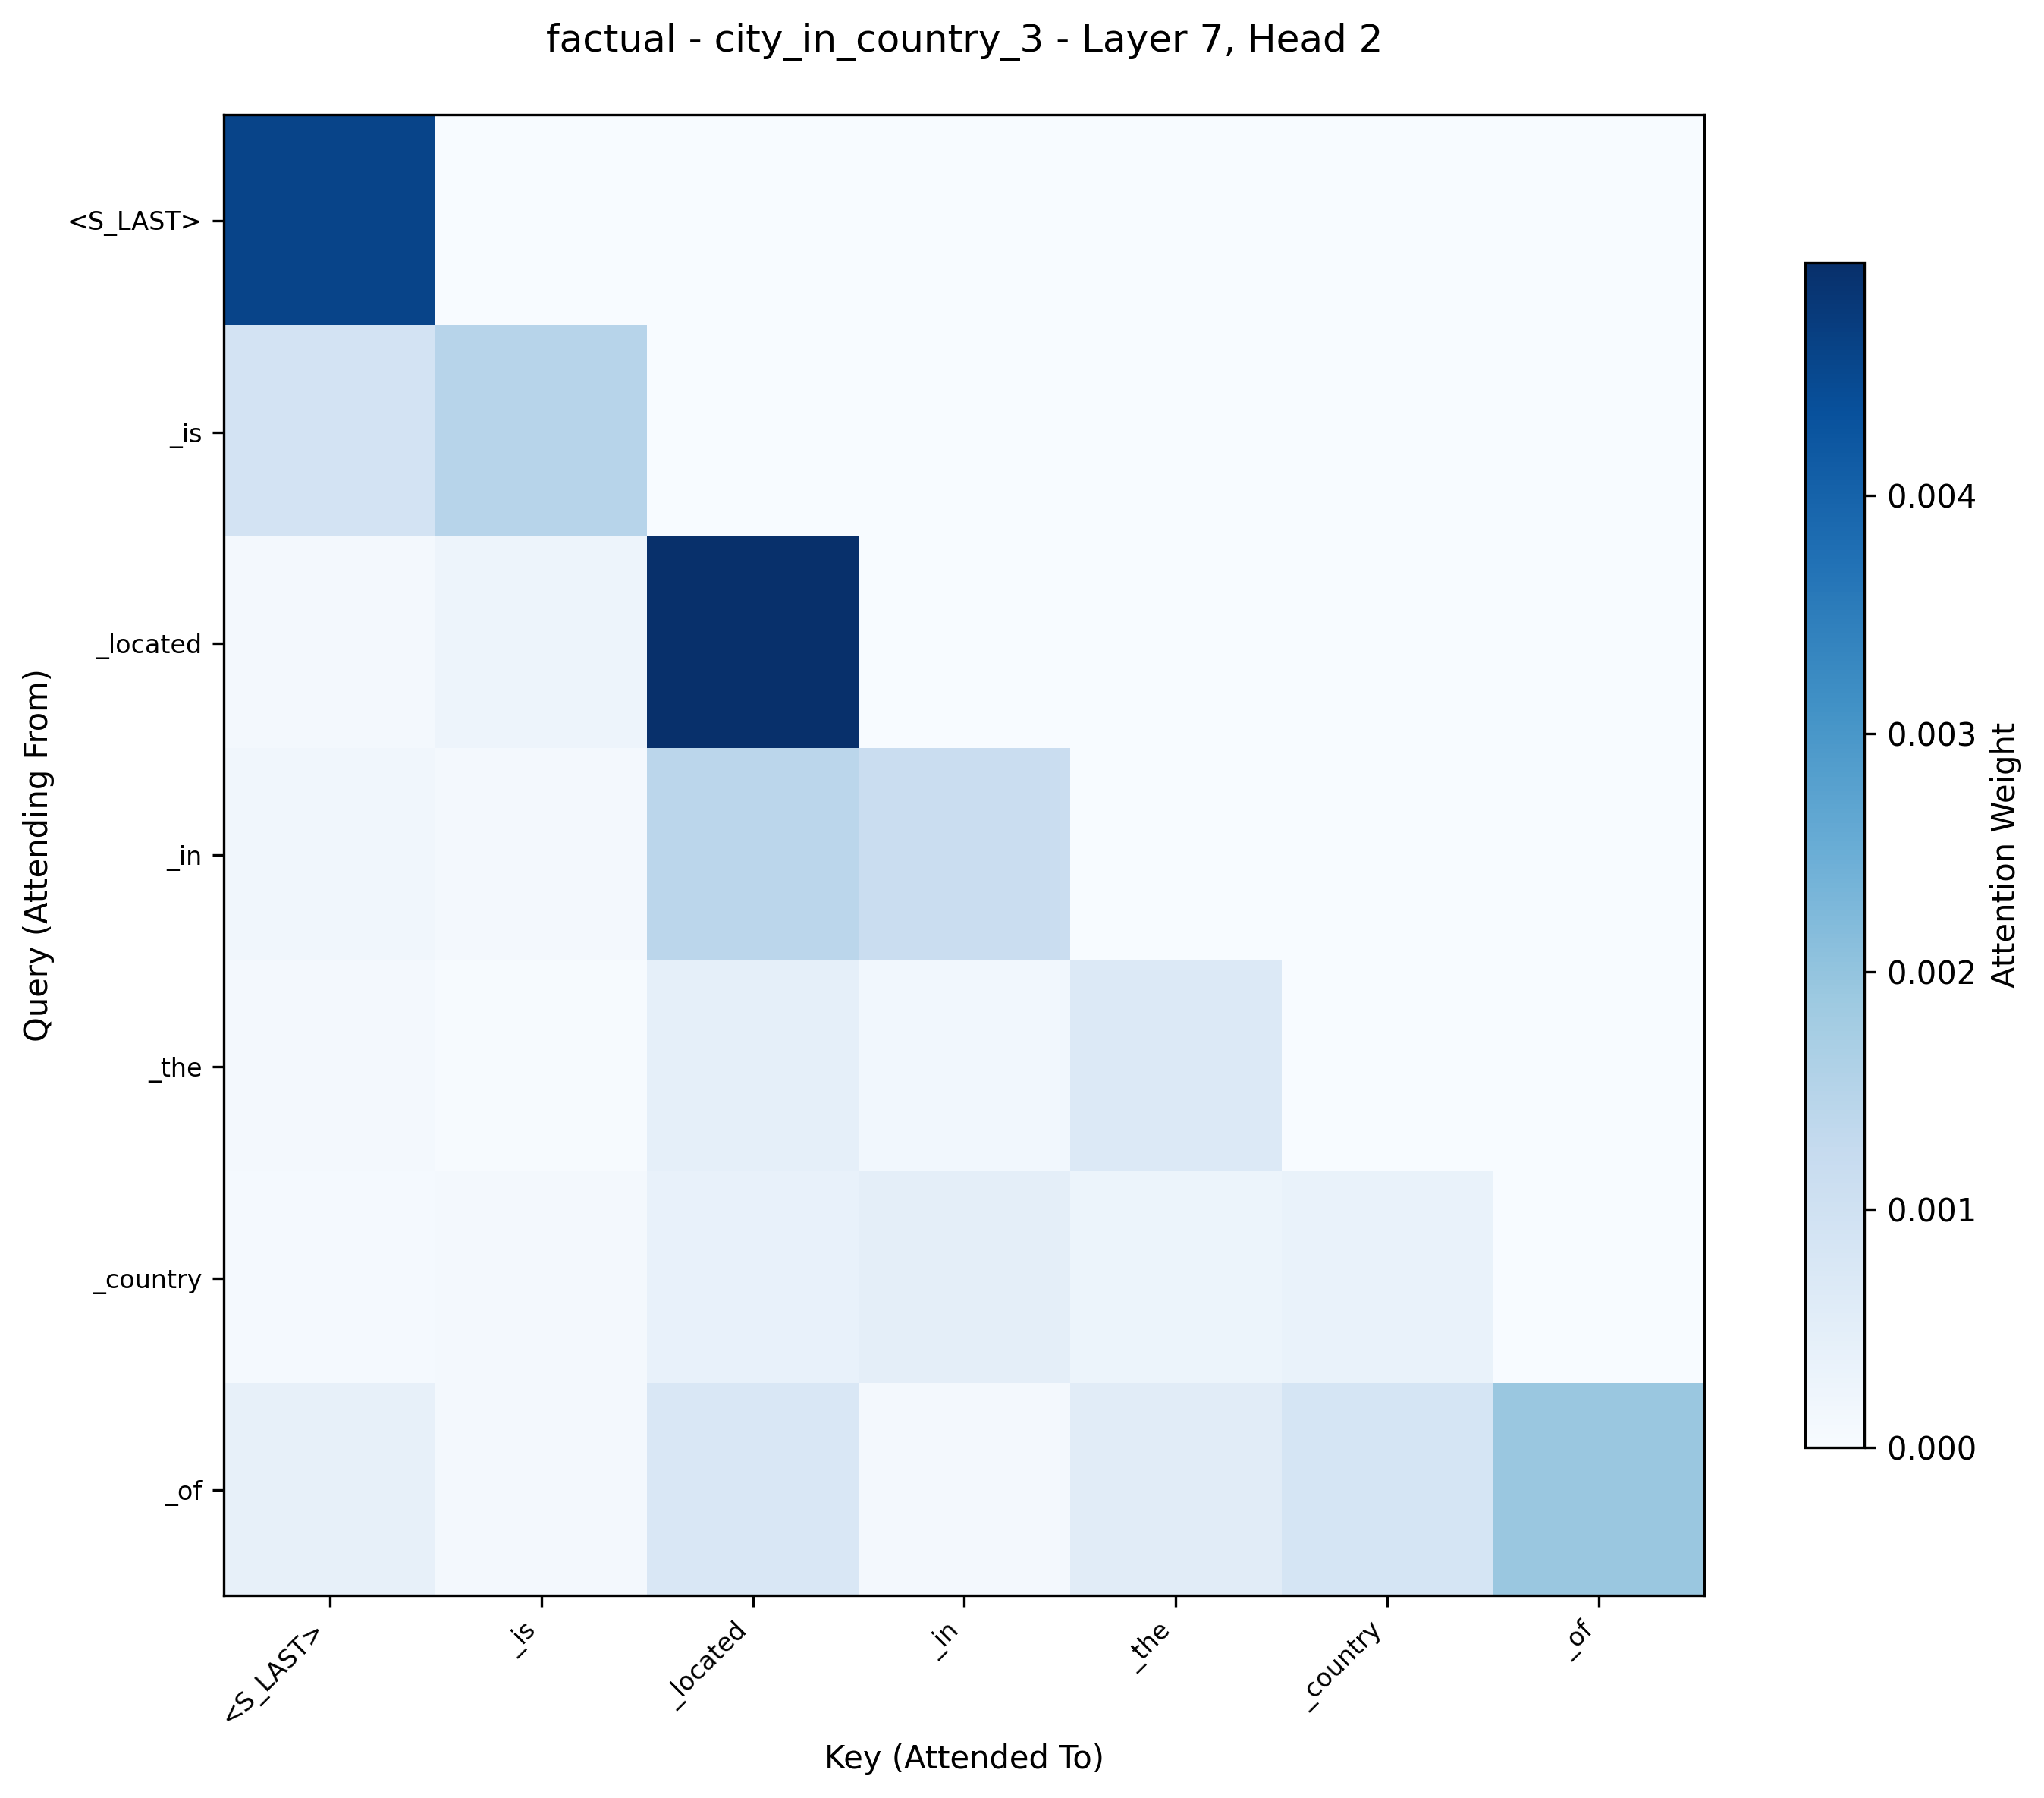 factual - city_in_country_3 - Layer 7, Head 2
Query (Attending From)
<S_LAST>
_is
_located
_in
_the
_country
_of
<S_LAST>
_is
_located
_in
_the
_country
_of
Key (Attended To)
0.004
0.003
0.002
0.001
0.000
Attention Weight